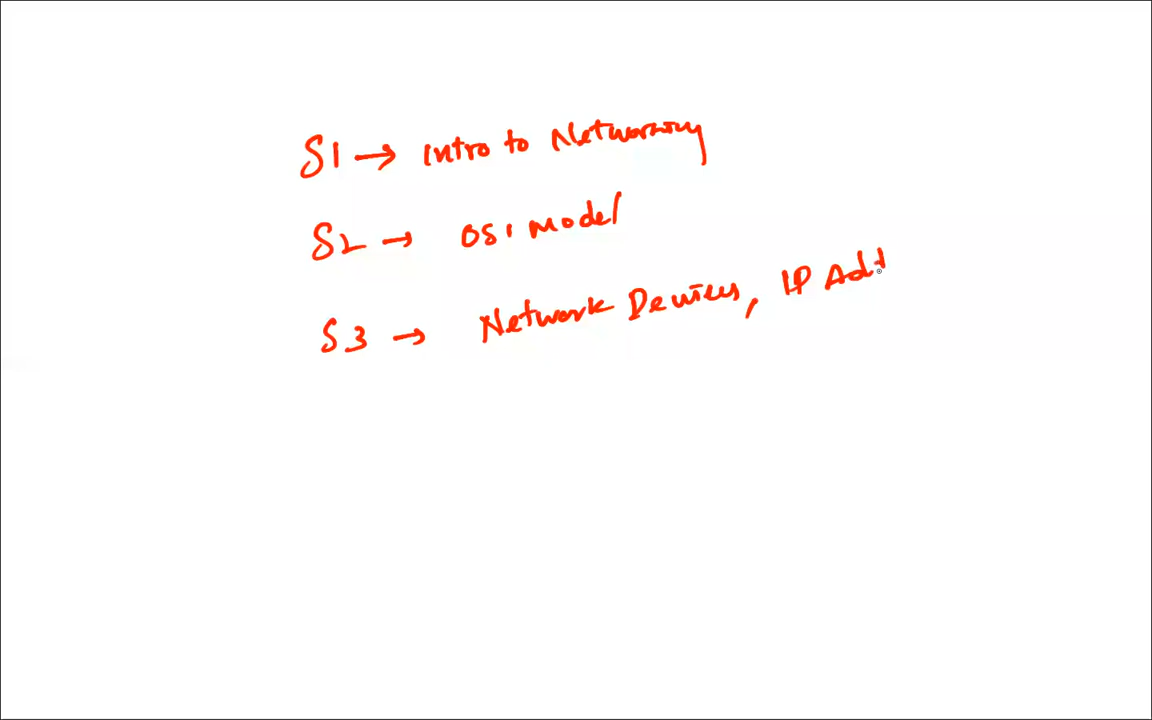 S1 → Intro to Networking
S2 → OSI Model
S3 → Network Devices, IP Add